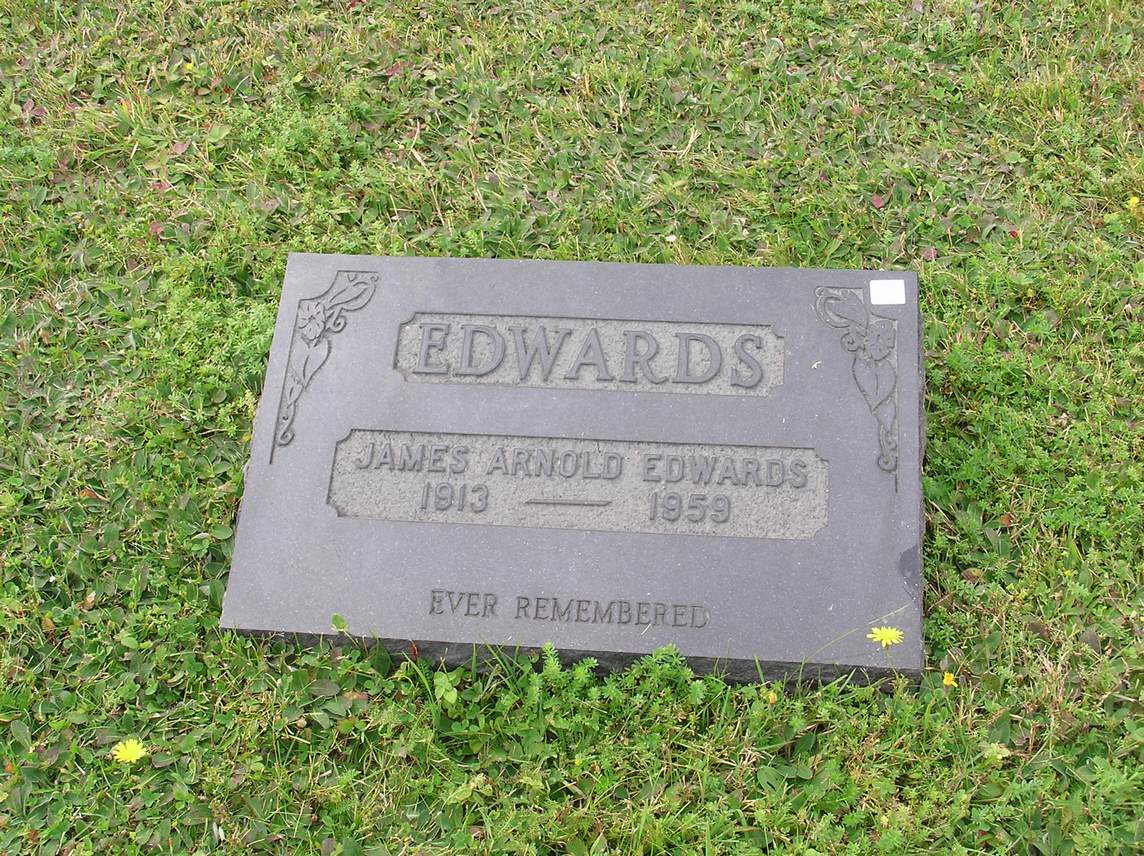 EDWARDS
JAMES ARNOLD EDWARDS
1913 — 1959
EVER REMEMBERED